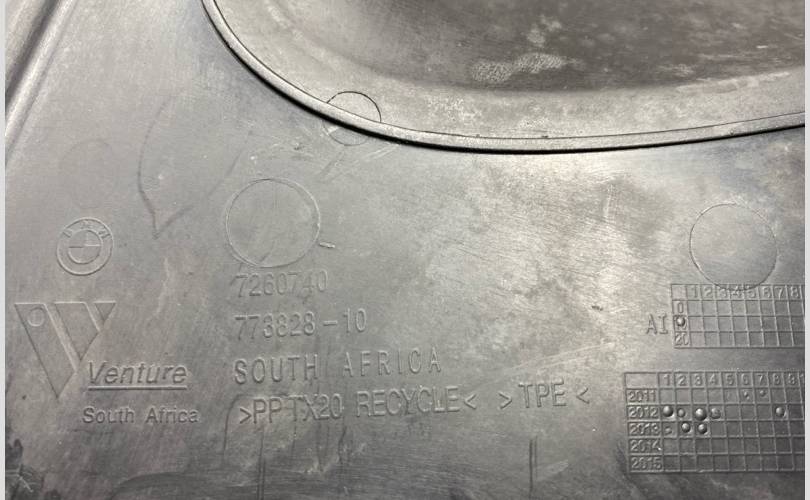 BMW
7260740
773828-10
AI
1 2 3 4 5 6 7 8
0
20
SOUTH AFRICA
Venture
South Africa
>PP TX20 RECYCLE< >TPE<
1 2 3 4 5 6 7 8 9
2011
2012
2013
2014
2015